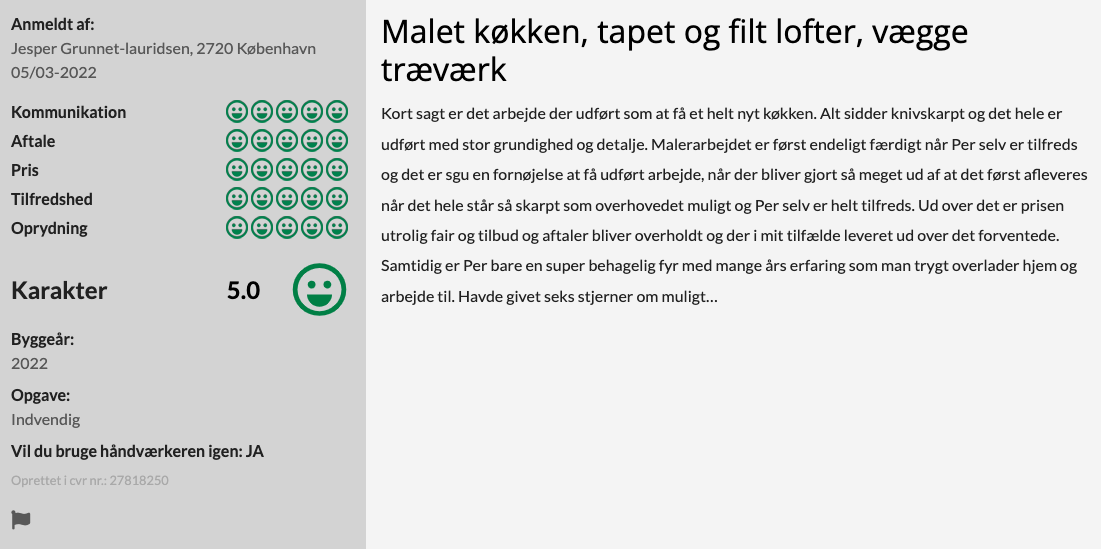 Anmeldt af:
Jesper Grunnet-lauridsen, 2720 København
05/03-2022
Kommunikation
Aftale
Pris
Tilfredshed
Oprydning
Karakter 5.0
Byggeår:
2022
Opgave:
Indvendig
Vil du bruge håndværkeren igen: JA
Oprettet i cvr nr.: 27818250
Malet køkken, tapet og filt lofter, vægge
træværk
Kort sagt er det arbejde der udført som at få et helt nyt køkken. Alt sidder knivskarpt og det hele er
udført med stor grundighed og detalje. Malerarbejdet er først endeligt færdigt når Per selv er tilfreds
og det er sgu en fornøjelse at få udført arbejde, når der bliver gjort så meget ud af at det først afleveres
når det hele står så skarpt som overhovedet muligt og Per selv er helt tilfreds. Ud over det er prisen
utrolig fair og tilbud og aftaler bliver overholdt og der i mit tilfælde leveret ud over det forventede.
Samtidig er Per bare en super behagelig fyr med mange års erfaring som man trygt overlader hjem og
arbejde til. Havde givet seks stjerner om muligt...